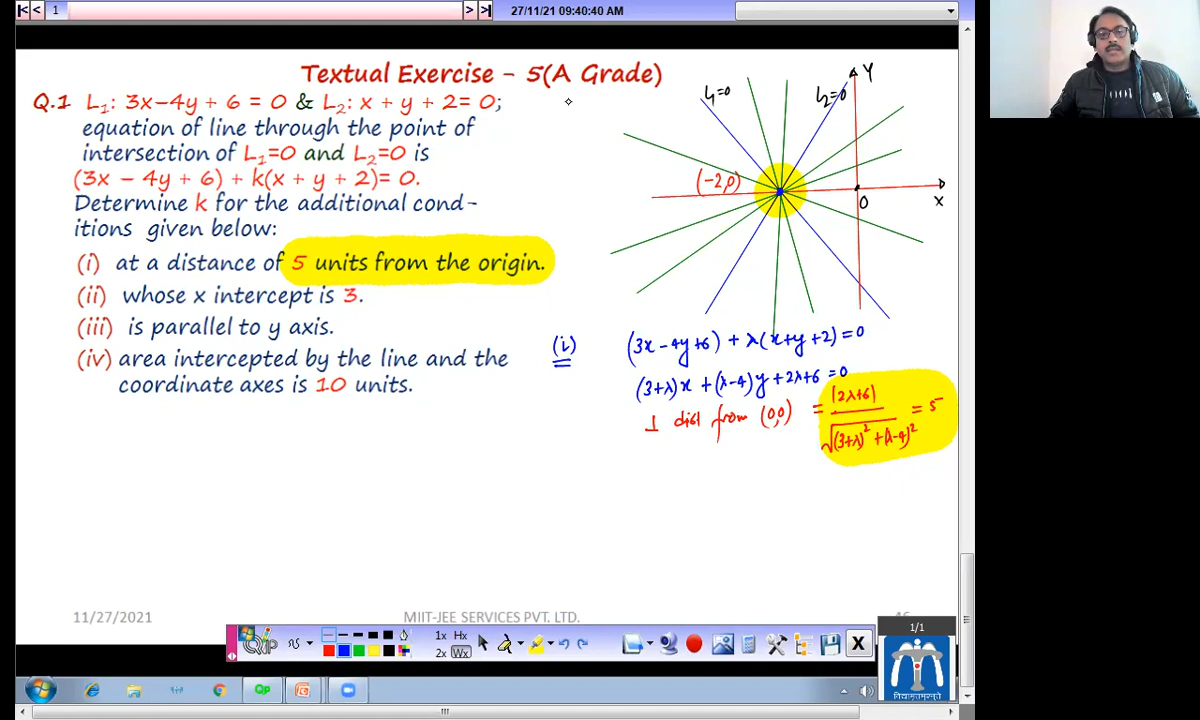 1
27/11/21 09:40:40 AM
Textual Exercise - 5(A Grade)
Q.1 L₁: 3x-4y + 6 = 0 & L₂: x + y + 2= 0;
equation of line through the point of
intersection of L₁=0 and L₂=0 is
(3x - 4y + 6) + k(x + y + 2)= 0.
Determine k for the additional cond-
itions given below:
(i) at a distance of 5 units from the origin.
(ii) whose x intercept is 3.
(iii) is parallel to y axis.
(iv) area intercepted by the line and the
coordinate axes is 10 units.
L₁=0
L₂=0
Y
(-2,0)
O
X
(i) (3x-4y+6) + λ(x+y+2)=0
(3+λ)x + (λ-4)y + 2λ+6 = 0
⊥ dist from (0,0) = |2λ+6| / √(3+λ)² + (λ-4)² = 5
11/27/2021
MIIT-JEE SERVICES PVT. LTD.
46
1/1
1x Hx
2x Wx
X